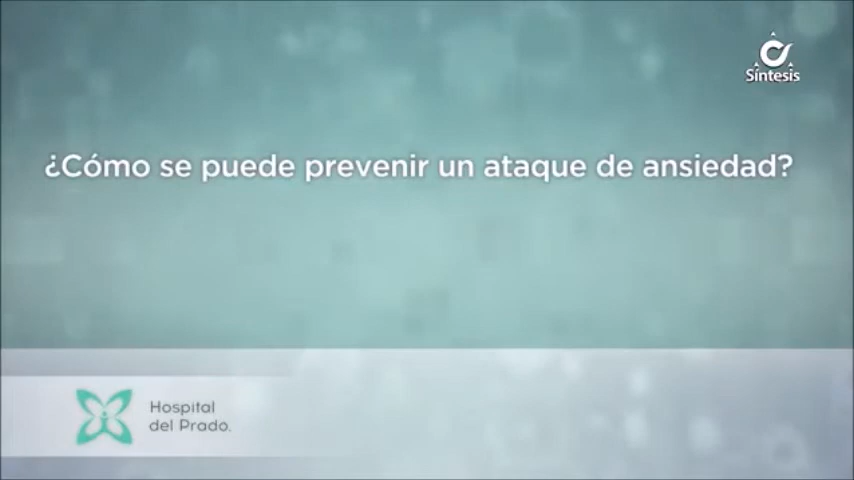 Síntesis
¿Cómo se puede prevenir un ataque de ansiedad?
Hospital
del Prado.